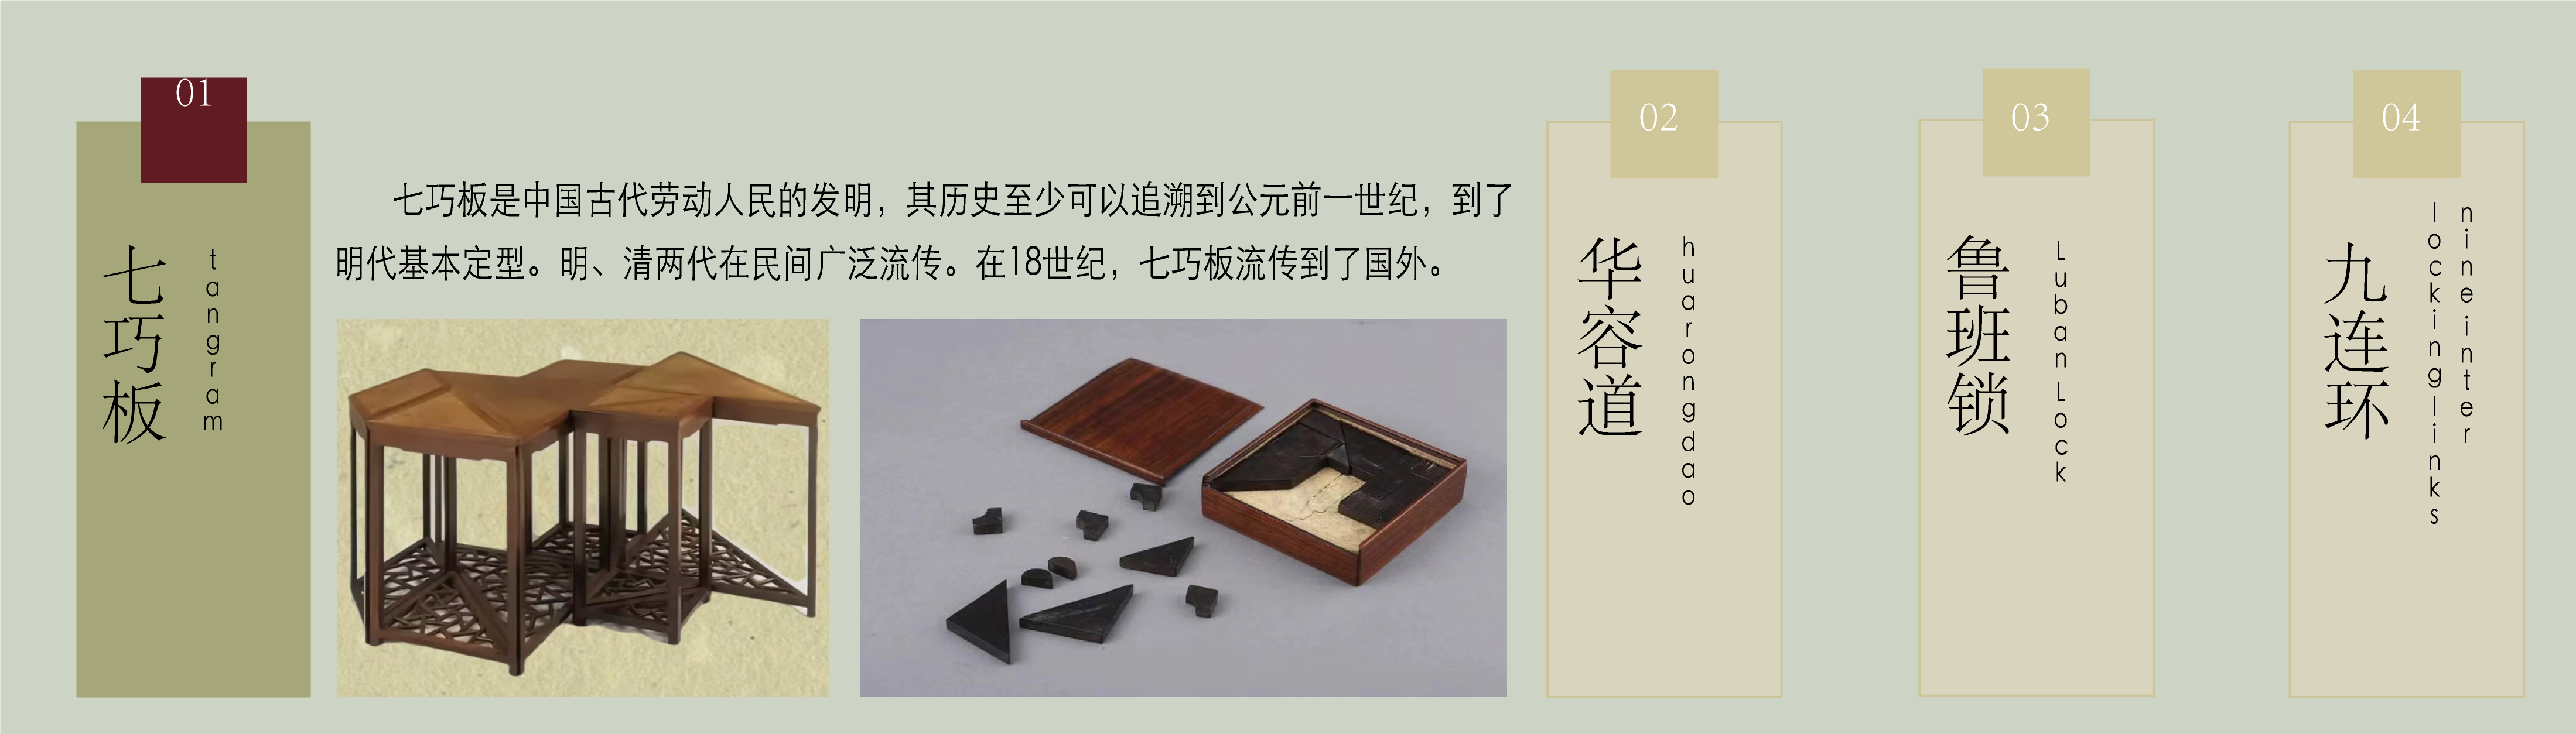 01
七巧板
tangram
七巧板是中国古代劳动人民的发明，其历史至少可以追溯到公元前一世纪，到了
明代基本定型。明、清两代在民间广泛流传。在18世纪，七巧板流传到了国外。
02
华容道
huarongdao
03
鲁班锁
Luban Lock
04
九连环
nine inter
locking links